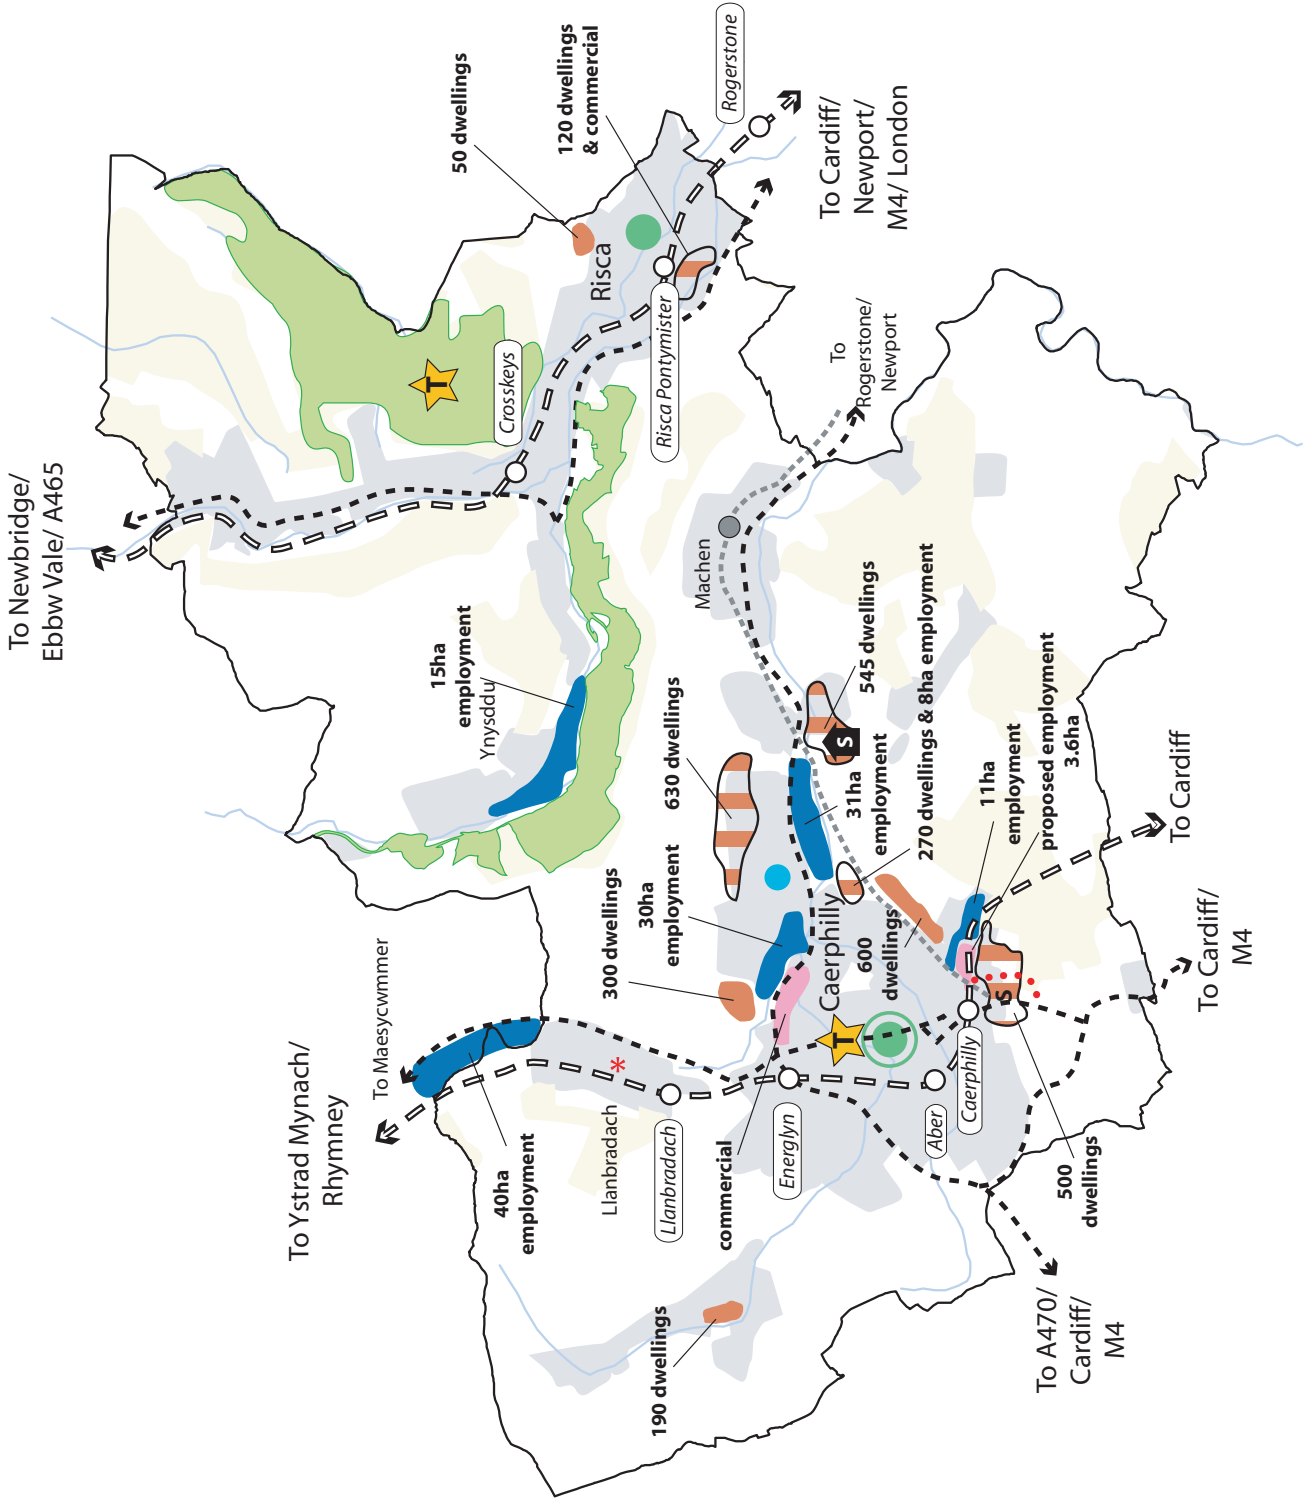 To Newbridge/
Ebbw Vale/ A465
50 dwellings
120 dwellings
& commercial
Rogerstone
To Cardiff/
Newport/
M4/ London
Risca
Risca Pontymister
Crosskeys
T
To
Rogerstone/
Newport
Machen
15ha
employment
Ynysddu
545 dwellings
S
630 dwellings
31ha
employment
270 dwellings & 8ha employment
11ha
employment
proposed employment
3.6ha
To Cardiff
To Cardiff/
M4
300 dwellings
30ha
employment
Caerphilly
600
dwellings
T
S
To Maesycwmmer
To Ystrad Mynach/
Rhymney
40ha
employment
*
Llanbradach
Llanbradach
commercial
Energlyn
Aber
Caerphilly
500
dwellings
190 dwellings
To A470/
Cardiff/
M4